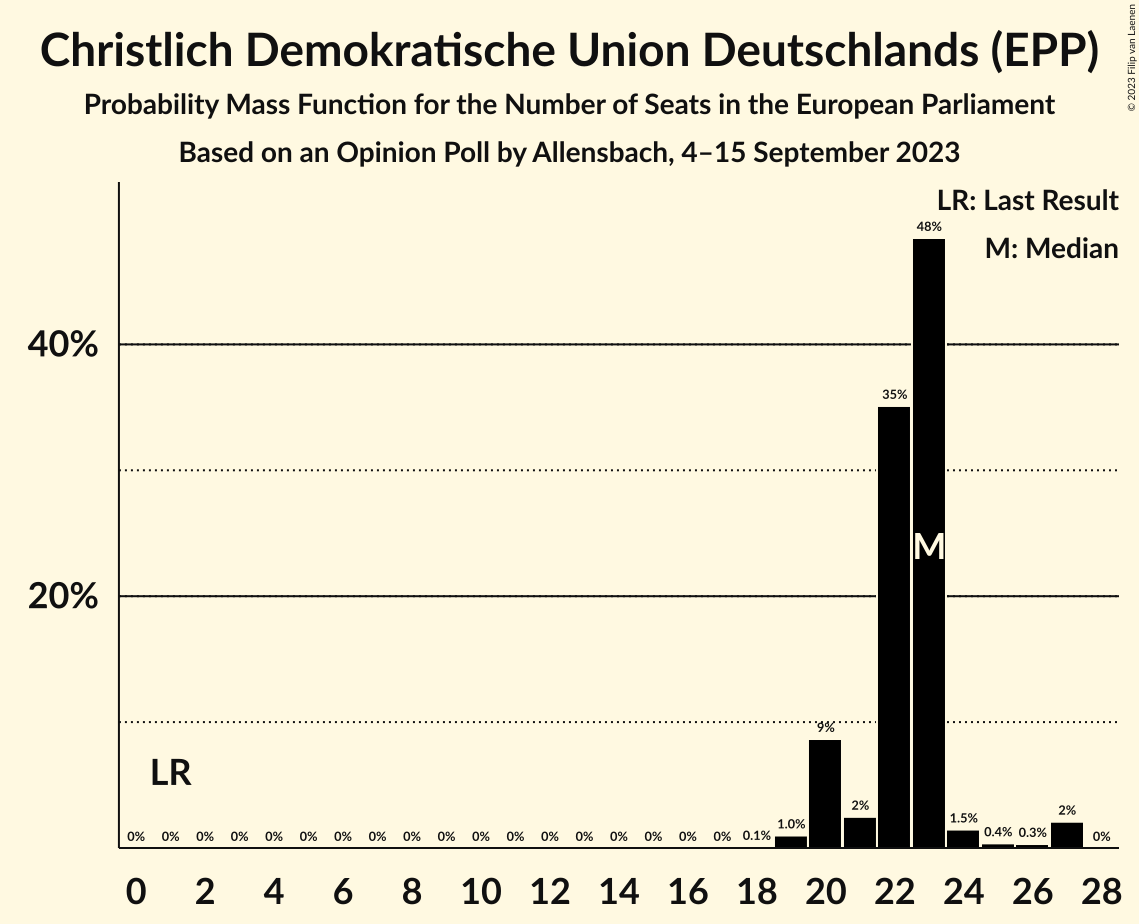 Christlich Demokratische Union Deutschlands (EPP)
Probability Mass Function for the Number of Seats in the European Parliament
Based on an Opinion Poll by Allensbach, 4–15 September 2023
© 2023 Filip van Laenen
LR: Last Result
M: Median
40%
20%
LR
M
0% 0% 0% 0% 0% 0% 0% 0% 0% 0% 0% 0% 0% 0% 0% 0% 0% 0% 0.1% 1.0% 9% 2% 35% 48% 1.5% 0.4% 0.3% 2% 0%
0 2 4 6 8 10 12 14 16 18 20 22 24 26 28